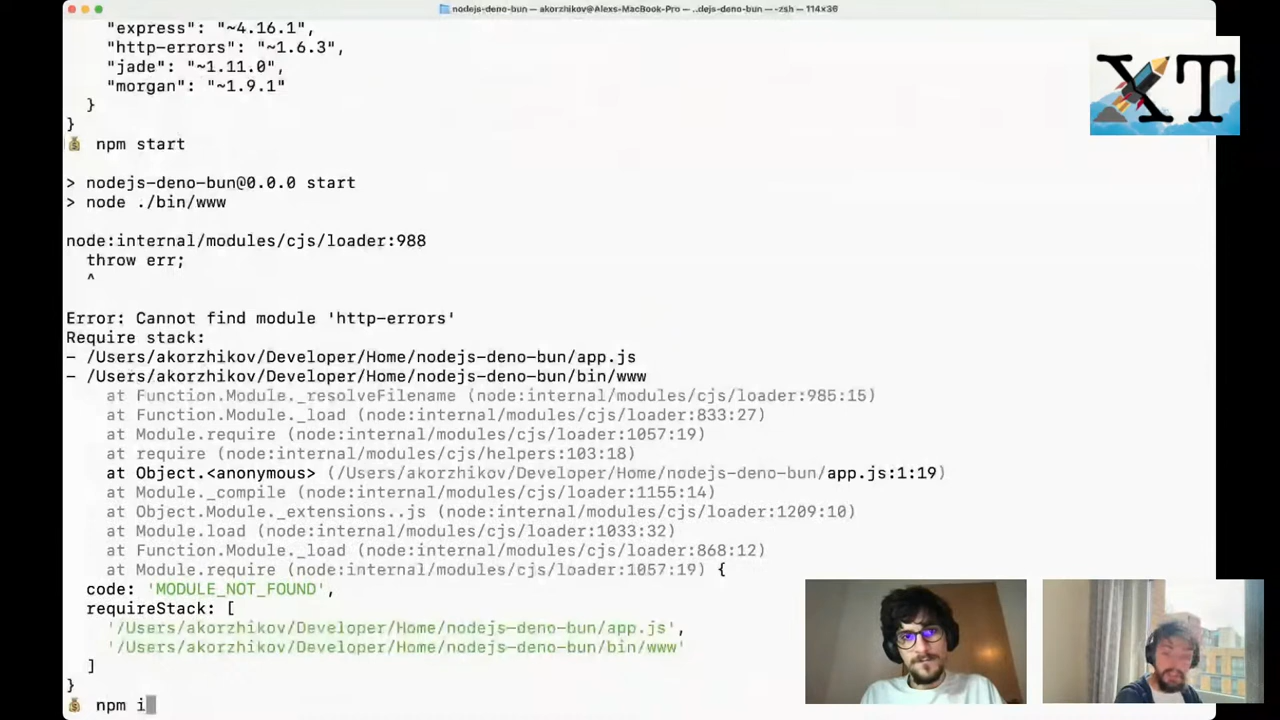 nodejs-deno-bun — akorzhikov@Alexs-MacBook-Pro — ..dejs-deno-bun — -zsh — 114×36
"express": "~4.16.1",
"http-errors": "~1.6.3",
"jade": "~1.11.0",
"morgan": "~1.9.1"
}
}
npm start
> nodejs-deno-bun@0.0.0 start
> node ./bin/www
node:internal/modules/cjs/loader:988
throw err;
^
Error: Cannot find module 'http-errors'
Require stack:
- /Users/akorzhikov/Developer/Home/nodejs-deno-bun/app.js
- /Users/akorzhikov/Developer/Home/nodejs-deno-bun/bin/www
at Function.Module._resolveFilename (node:internal/modules/cjs/loader:985:15)
at Function.Module._load (node:internal/modules/cjs/loader:833:27)
at Module.require (node:internal/modules/cjs/loader:1057:19)
at require (node:internal/modules/cjs/helpers:103:18)
at Object.<anonymous> (/Users/akorzhikov/Developer/Home/nodejs-deno-bun/app.js:1:19)
at Module._compile (node:internal/modules/cjs/loader:1155:14)
at Object.Module._extensions..js (node:internal/modules/cjs/loader:1209:10)
at Module.load (node:internal/modules/cjs/loader:1033:32)
at Function.Module._load (node:internal/modules/cjs/loader:868:12)
at Module.require (node:internal/modules/cjs/loader:1057:19) {
code: 'MODULE_NOT_FOUND',
requireStack: [
'/Users/akorzhikov/Developer/Home/nodejs-deno-bun/app.js',
'/Users/akorzhikov/Developer/Home/nodejs-deno-bun/bin/www'
]
}
npm i
XT